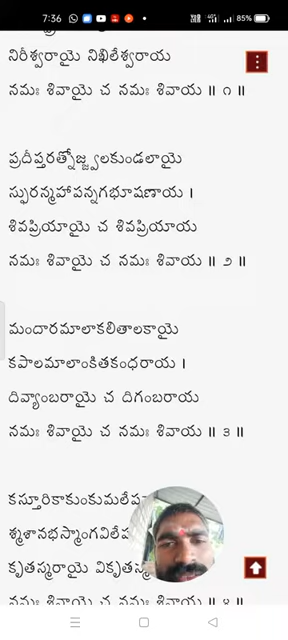 7:36
85%
నిరీశ్వరాయై నిఖిలేశ్వరాయ
నమః శివాయై చ నమః శివాయ ॥ ౧ ॥
ప్రదీప్తరత్నోజ్జ్వలకుండలాయై
స్ఫురన్మహాపన్నగభూషణాయ ।
శివప్రియాయై చ శివప్రియాయ
నమః శివాయై చ నమః శివాయ ॥ ౨ ॥
మందారమాలాకలితాలకాయై
కపాలమాలాంకితకంధరాయ ।
దివ్యాంబరాయై చ దిగంబరాయ
నమః శివాయై చ నమః శివాయ ॥ ౩ ॥
కస్తూరికాకుంకుమలేప
శ్మశానభస్మాంగవిలేప
కృతస్మరాయై వికృతస్మ
నమః శివాయై చ నమః శివాయ ॥ ౪ ॥